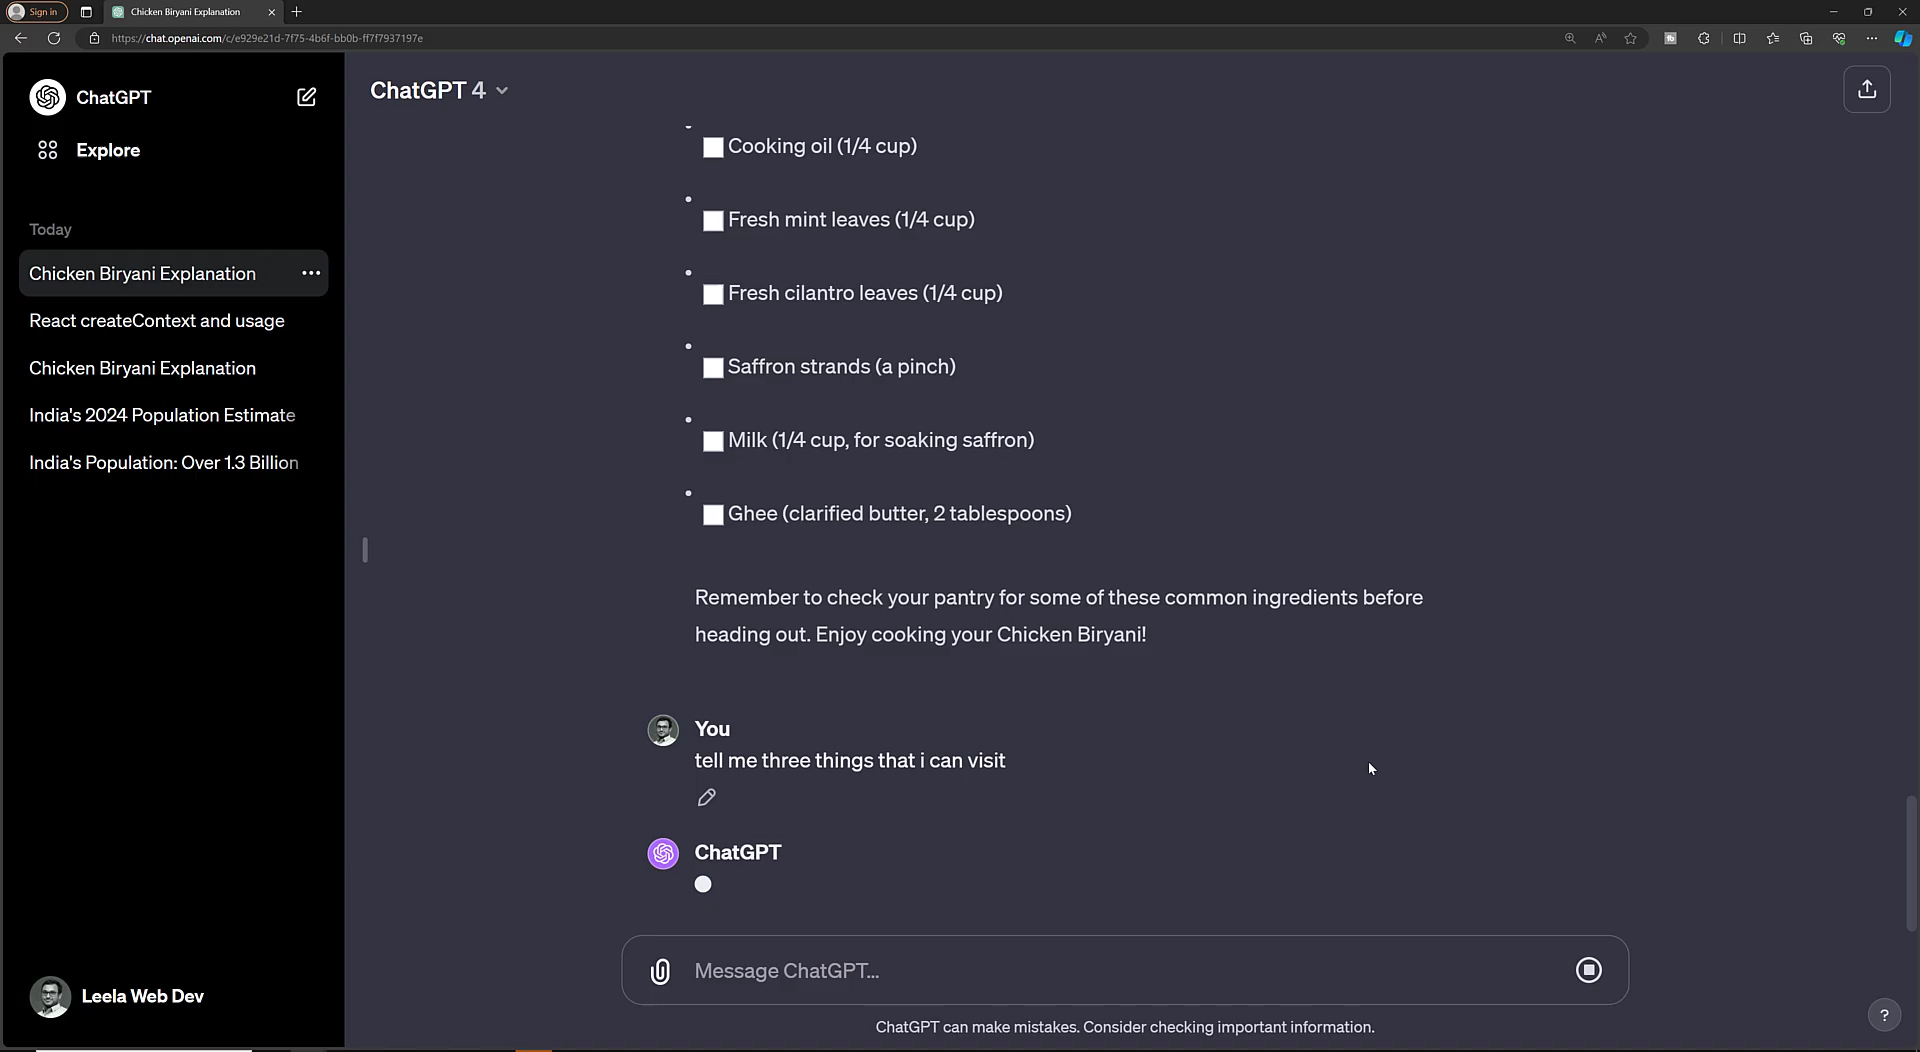 Sign in
Chicken Biryani Explanation
https://chat.openai.com/c/e929e21d-7f75-4b6f-bb0b-ff7f7937197e
ChatGPT
Explore
Today
Chicken Biryani Explanation
React createContext and usage
Chicken Biryani Explanation
India's 2024 Population Estimate
India's Population: Over 1.3 Billion
Leela Web Dev
ChatGPT 4
Cooking oil (1/4 cup)
Fresh mint leaves (1/4 cup)
Fresh cilantro leaves (1/4 cup)
Saffron strands (a pinch)
Milk (1/4 cup, for soaking saffron)
Ghee (clarified butter, 2 tablespoons)
Remember to check your pantry for some of these common ingredients before
heading out. Enjoy cooking your Chicken Biryani!
You
tell me three things that i can visit
ChatGPT
Message ChatGPT...
ChatGPT can make mistakes. Consider checking important information.
?